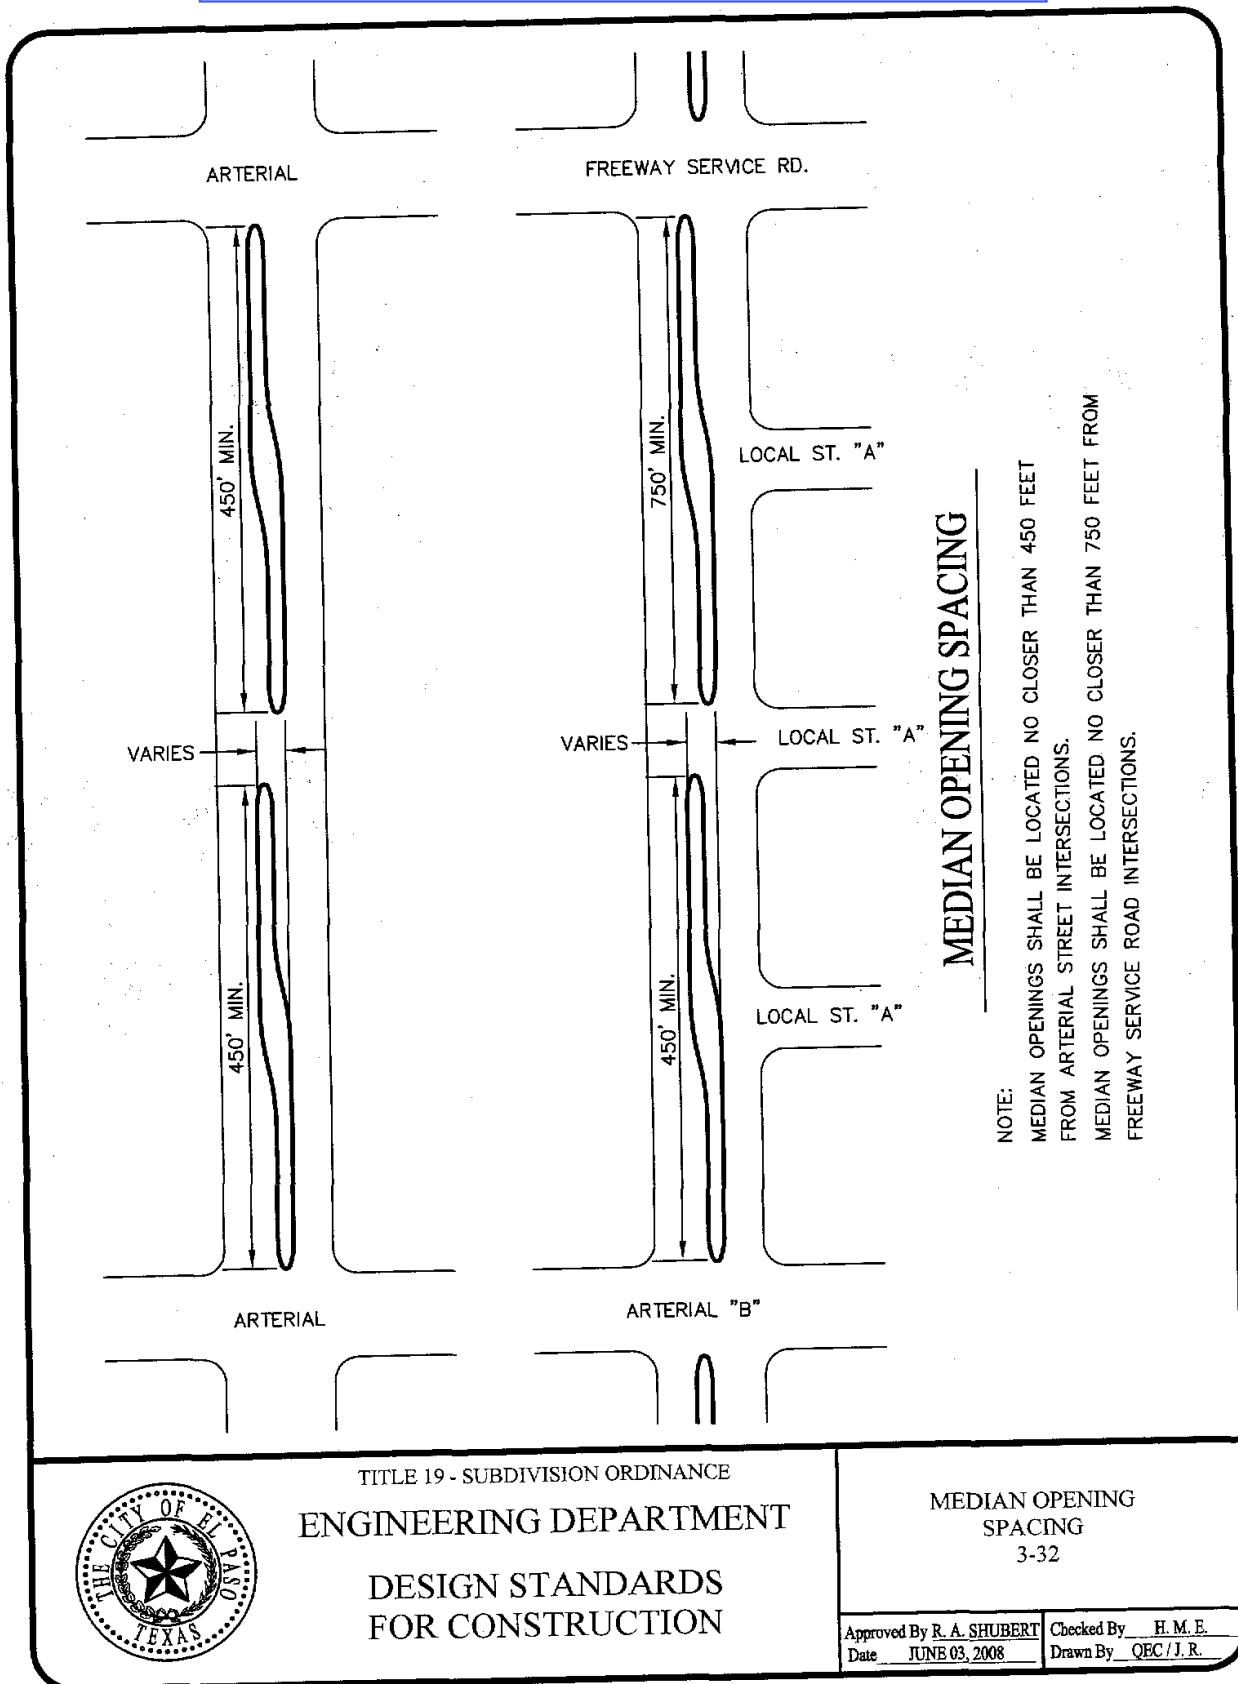 ARTERIAL
FREEWAY SERVICE RD.
450' MIN.
750' MIN.
LOCAL ST. "A"
VARIES
VARIES
LOCAL ST. "A"
450' MIN.
450' MIN.
LOCAL ST. "A"
ARTERIAL
ARTERIAL "B"
MEDIAN OPENING SPACING
NOTE:
MEDIAN OPENINGS SHALL BE LOCATED NO CLOSER THAN 450 FEET
FROM ARTERIAL STREET INTERSECTIONS.
MEDIAN OPENINGS SHALL BE LOCATED NO CLOSER THAN 750 FEET FROM
FREEWAY SERVICE ROAD INTERSECTIONS.
THE CITY OF EL PASO
TEXAS
TITLE 19 - SUBDIVISION ORDINANCE
ENGINEERING DEPARTMENT
DESIGN STANDARDS
FOR CONSTRUCTION
MEDIAN OPENING
SPACING
3-32
Approved By R. A. SHUBERT
Date JUNE 03, 2008
Checked By H. M. E.
Drawn By QEC / J. R.